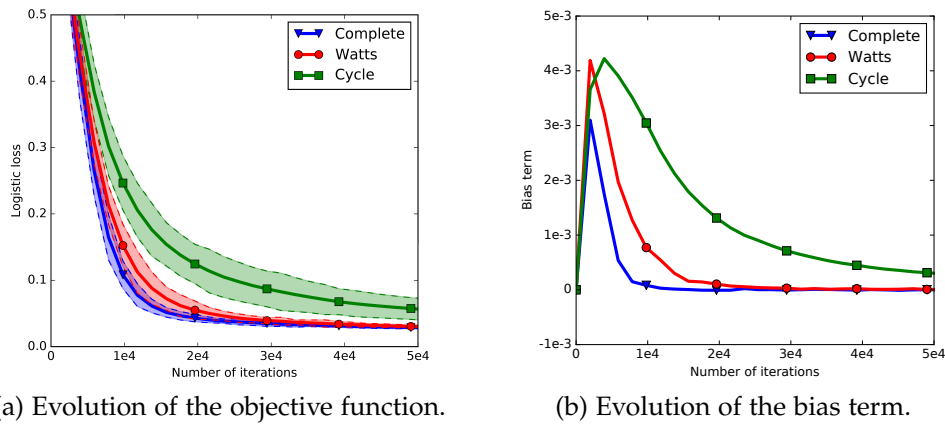 0.5
0.4
0.3
0.2
0.1
0.0
Logistic loss
0
1e4
2e4
3e4
4e4
5e4
Number of iterations
Complete
Watts
Cycle
5e-3
4e-3
3e-3
2e-3
1e-3
0
-1e-3
Bias term
0
1e4
2e4
3e4
4e4
5e4
Number of iterations
Complete
Watts
Cycle
a) Evolution of the objective function.
(b) Evolution of the bias term.